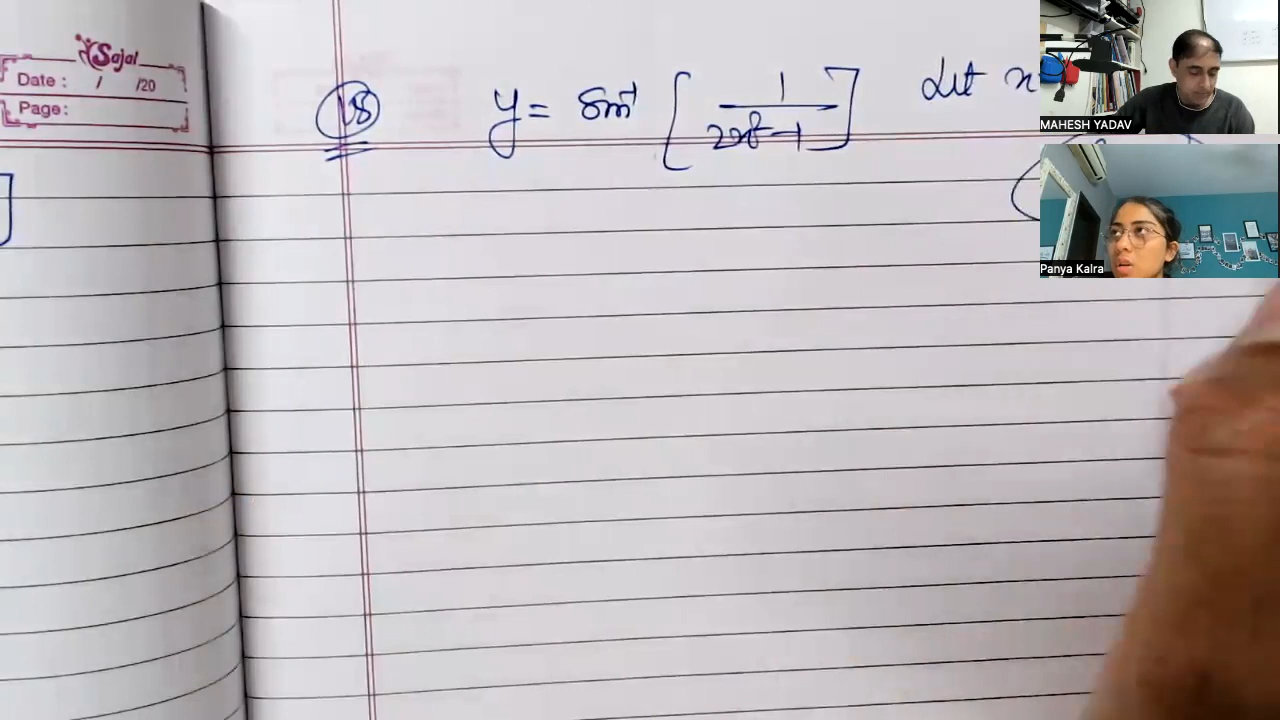 Sajal
Date : / /20
Page:
18 y = sin⁻¹ [ 1 / 2x²-1 ] Let x
MAHESH YADAV
Panya Kalra